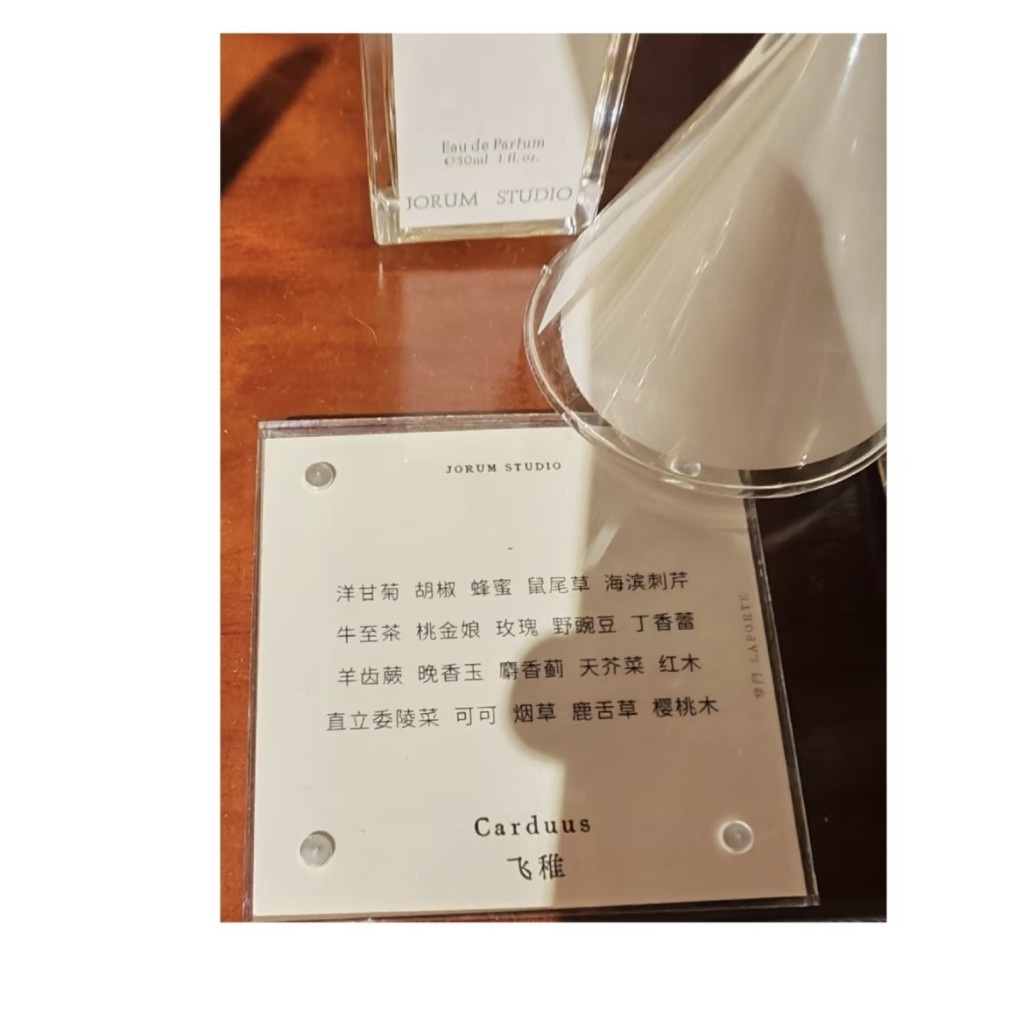 Eau de Parfum
℮30ml 1 fl.oz.
JORUM STUDIO
JORUM STUDIO
洋甘菊 胡椒 蜂蜜 鼠尾草 海滨刺芹
牛至茶 桃金娘 玫瑰 野豌豆 丁香蕾
羊齿蕨 晚香玉 麝香蓟 天芥菜 红木
直立委陵菜 可可 烟草 鹿舌草 樱桃木
LAPORTE
Carduus
飞稚